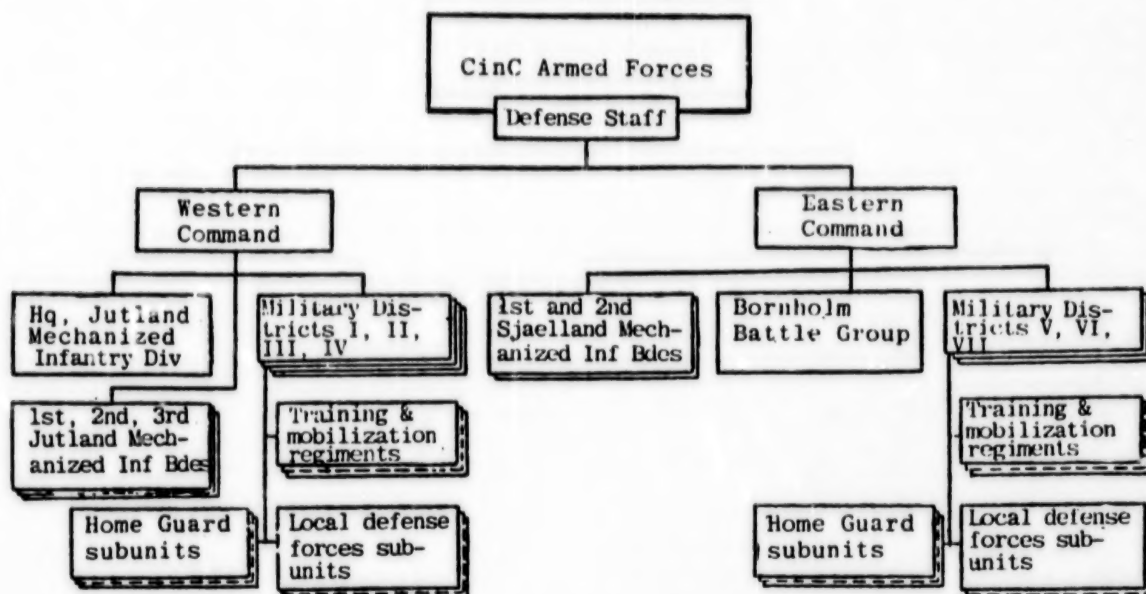 CinC Armed Forces
Defense Staff
Western
Command
Eastern
Command
Hq, Jutland
Mechanized
Infantry Div
Military Dis-
tricts I, II,
III, IV
1st and 2nd
Sjaelland Mech-
anized Inf Bdes
Bornholm
Battle Group
Military Dis-
tricts V, VI,
VII
1st, 2nd, 3rd
Jutland Mech-
anized Inf Bdes
Training &
mobilization
regiments
Training &
mobilization
regiments
Home Guard
subunits
Local defense
forces sub-
units
Home Guard
subunits
Local defense
forces sub-
units